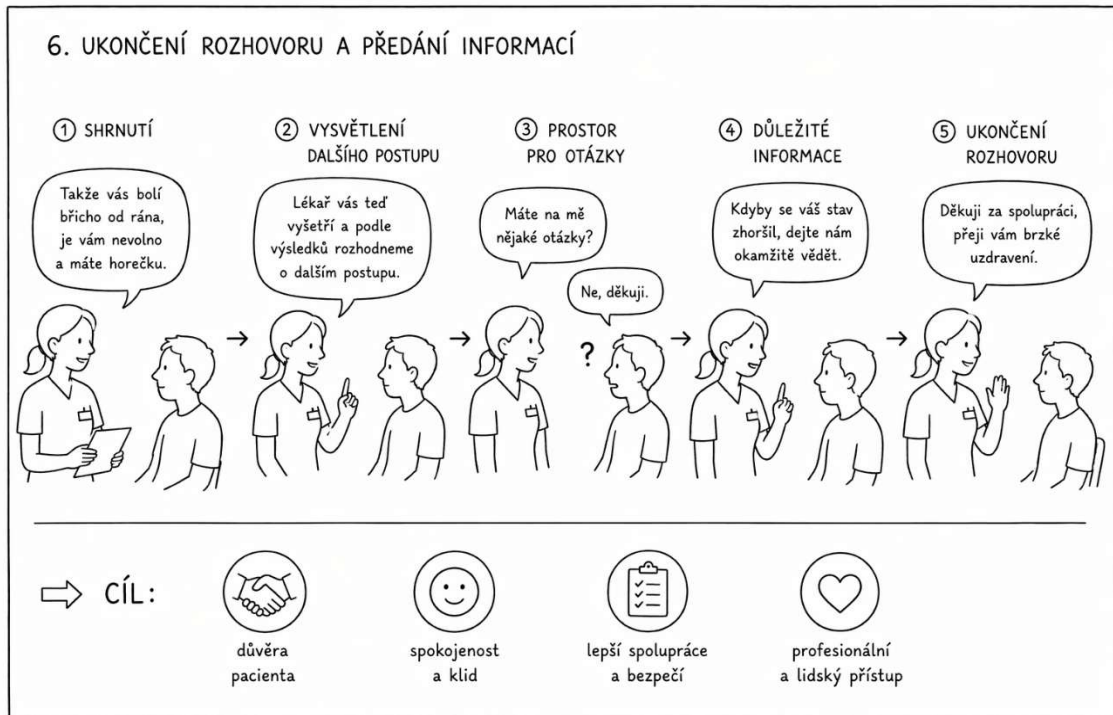 6. UKONČENÍ ROZHOVORU A PŘEDÁNÍ INFORMACÍ
1 SHRNUTÍ
Takže vás bolí
břicho od rána,
je vám nevolno
a máte horečku.
2 VYSVĚTLENÍ
DALŠÍHO POSTUPU
Lékař vás teď
vyšetří a podle
výsledků rozhodneme
o dalším postupu.
3 PROSTOR
PRO OTÁZKY
Máte na mě
nějaké otázky?
Ne, děkuji.
?
4 DŮLEŽITÉ
INFORMACE
Kdyby se váš stav
zhoršil, dejte nám
okamžitě vědět.
5 UKONČENÍ
ROZHOVORU
Děkuji za spolupráci,
přeji vám brzké
uzdravení.
CÍL:
důvěra
pacienta
spokojenost
a klid
lepší spolupráce
a bezpečí
profesionální
a lidský přístup